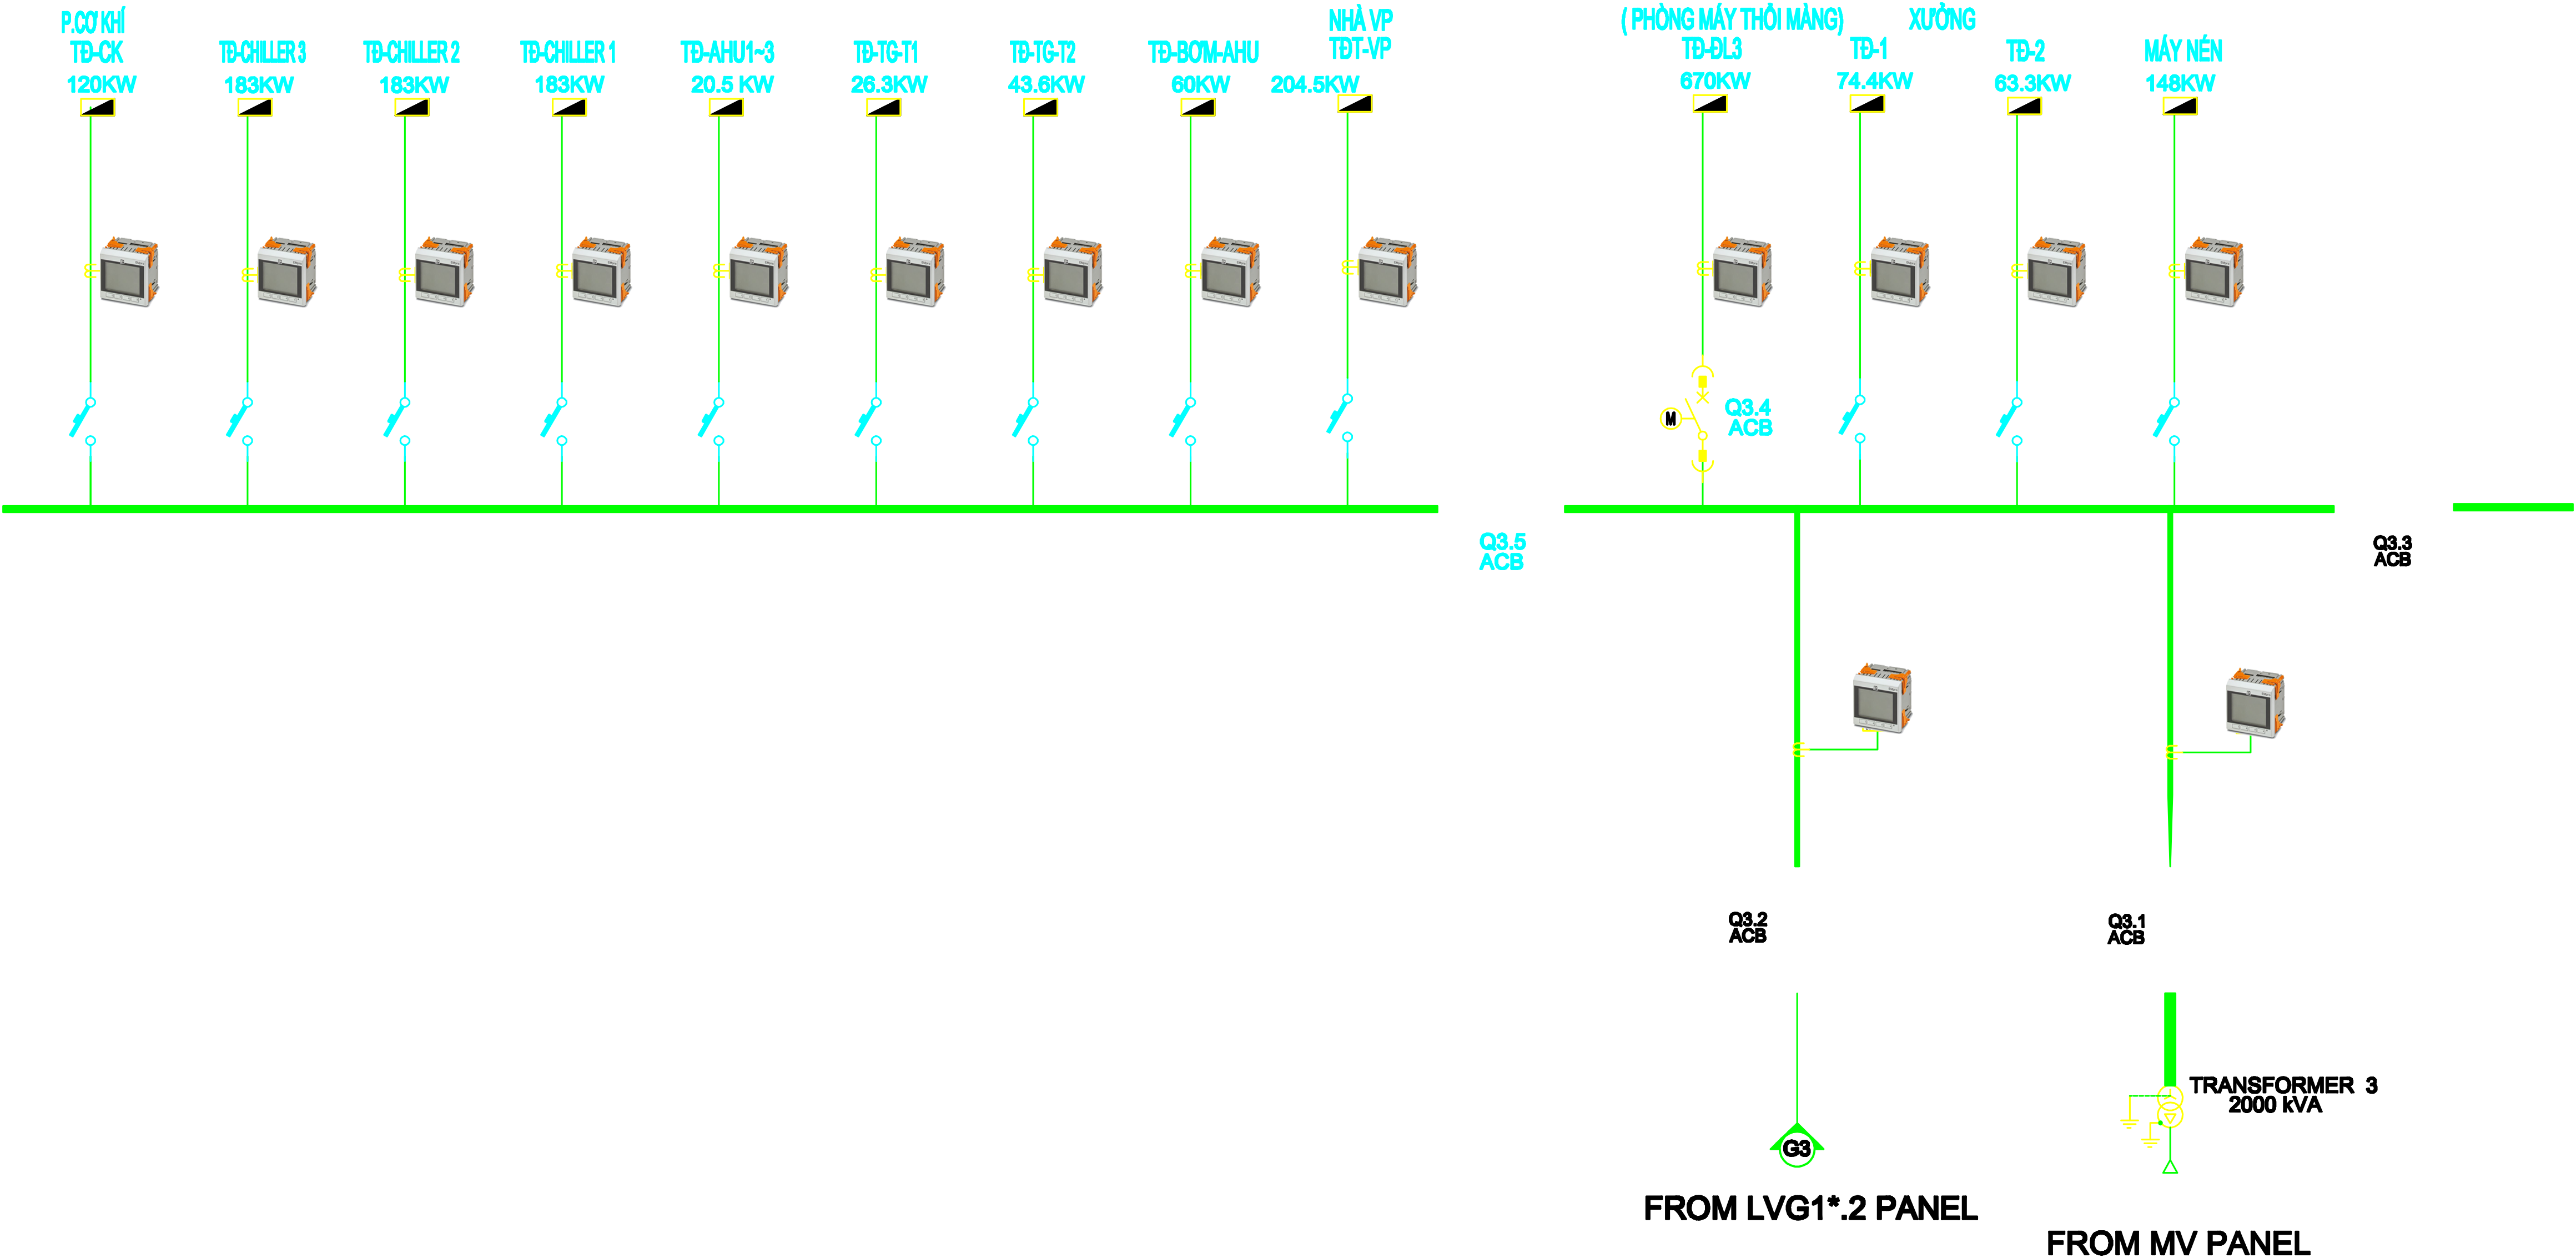 P.CƠ KHÍ
TĐ-CK
120KW
TĐ-CHILLER 3
183KW
TĐ-CHILLER 2
183KW
TĐ-CHILLER 1
183KW
TĐ-AHU1~3
20.5 KW
TĐ-TG-T1
26.3KW
TĐ-TG-T2
43.6KW
TĐ-BƠM-AHU
60KW
NHÀ VP
TĐT-VP
204.5KW
( PHÒNG MÁY THỔI MÀNG)
TĐ-ĐL3
670KW
XƯỞNG
TĐ-1
74.4KW
TĐ-2
63.3KW
MÁY NÉN
148KW
M
Q3.4
ACB
Q3.5
ACB
Q3.3
ACB
Q3.2
ACB
Q3.1
ACB
TRANSFORMER 3
2000 kVA
G3
FROM LVG1*.2 PANEL
FROM MV PANEL